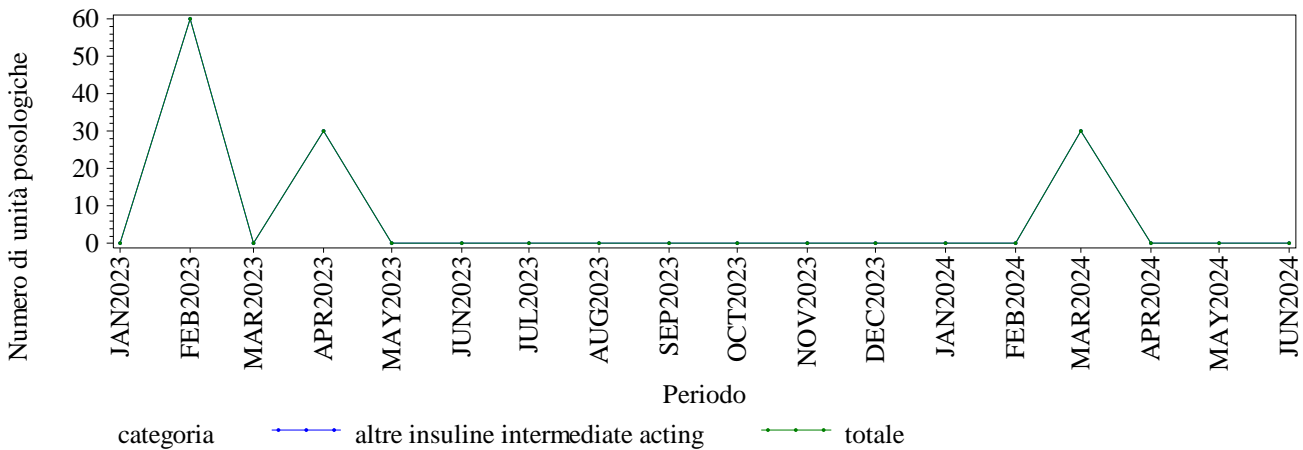 Numero di unità posologiche
60
50
40
30
20
10
0
JAN2023
FEB2023
MAR2023
APR2023
MAY2023
JUN2023
JUL2023
AUG2023
SEP2023
OCT2023
NOV2023
DEC2023
JAN2024
FEB2024
MAR2024
APR2024
MAY2024
JUN2024
Periodo
categoria altre insuline intermediate acting totale